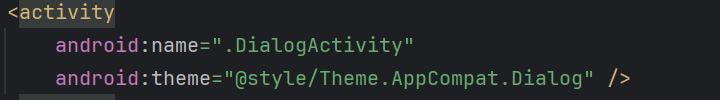 <activity
android:name=".DialogActivity"
android:theme="@style/Theme.AppCompat.Dialog" />